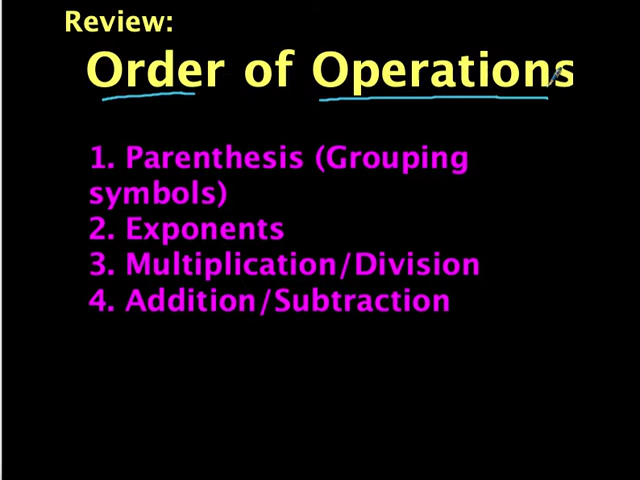 Review:
Order of Operations
1. Parenthesis (Grouping
symbols)
2. Exponents
3. Multiplication/Division
4. Addition/Subtraction